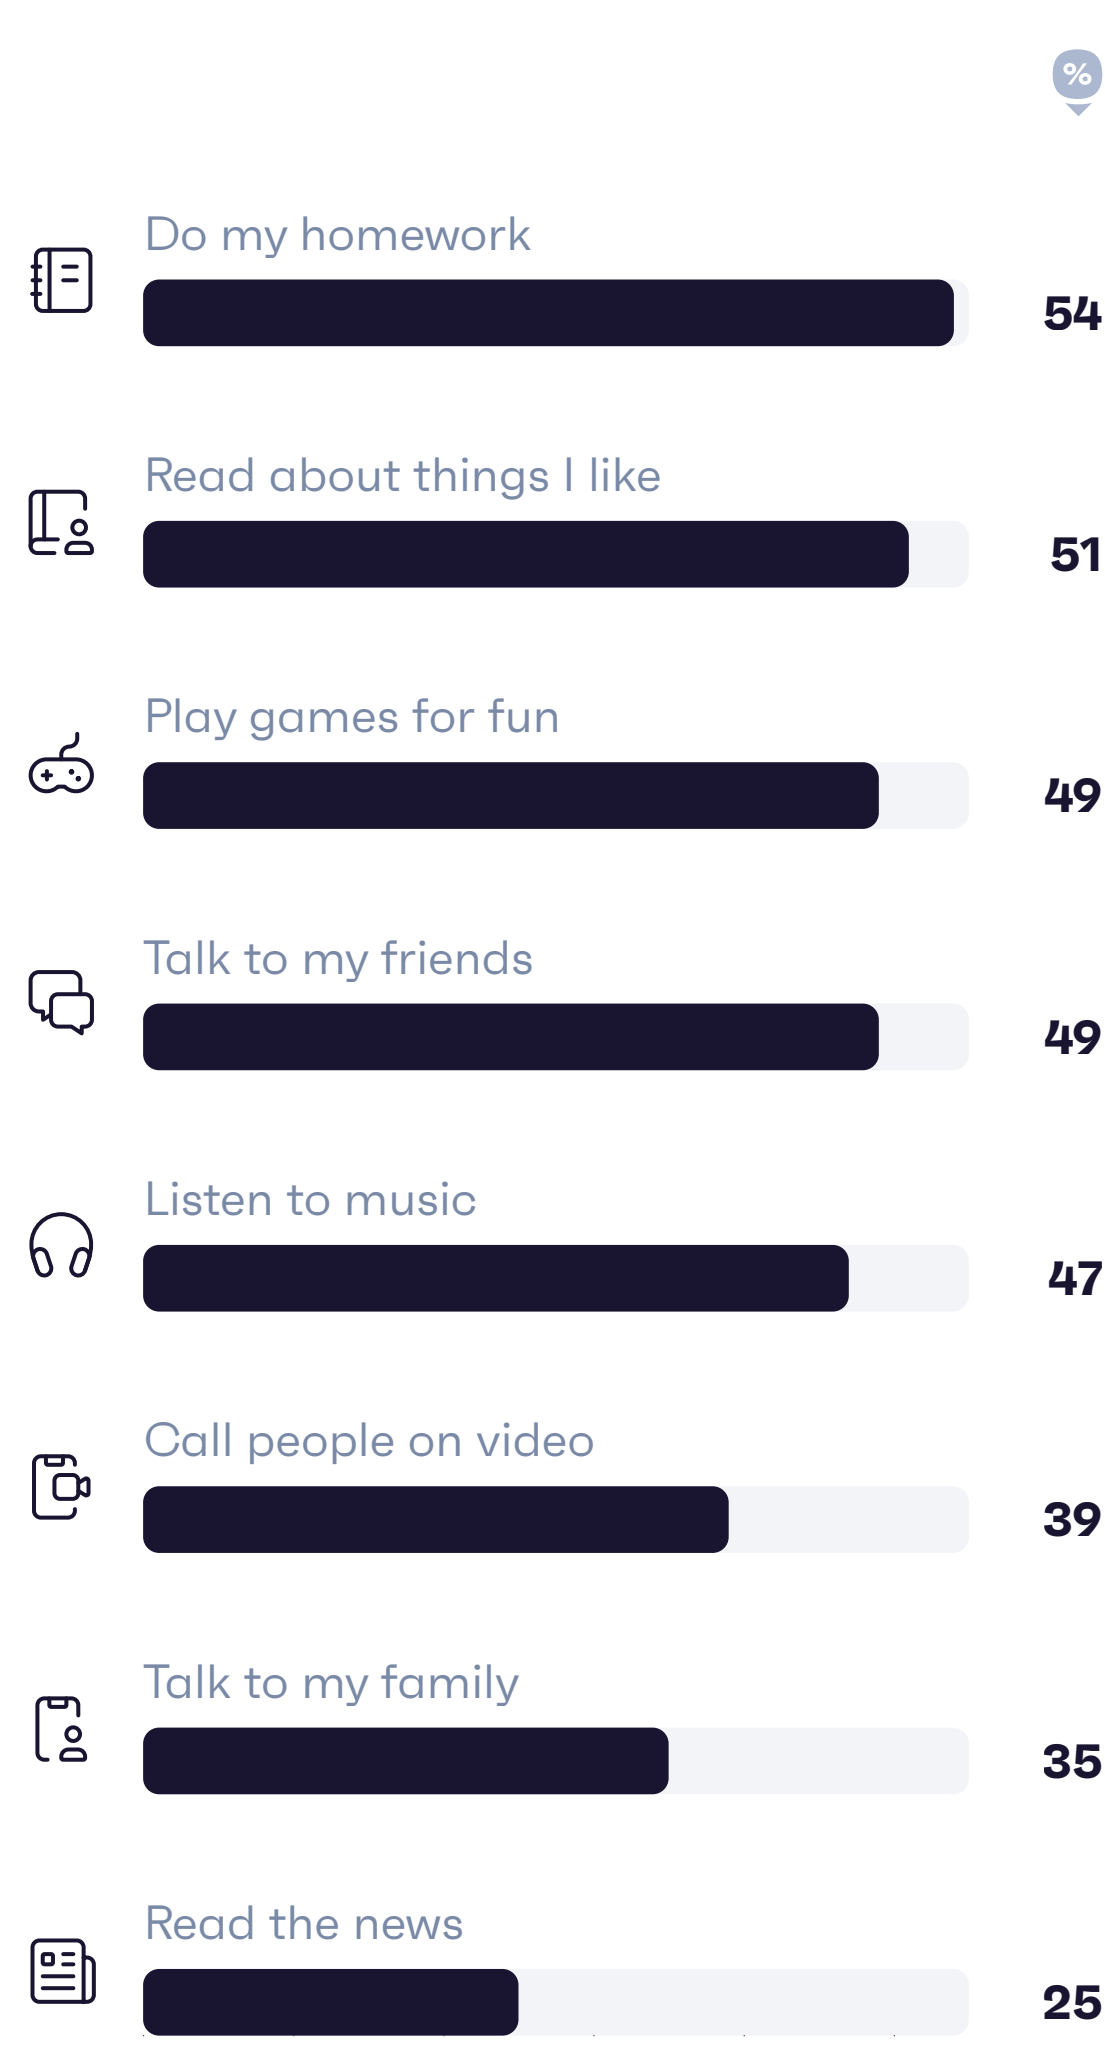 %
Do my homework
54
Read about things I like
51
Play games for fun
49
Talk to my friends
49
Listen to music
47
Call people on video
39
Talk to my family
35
Read the news
25